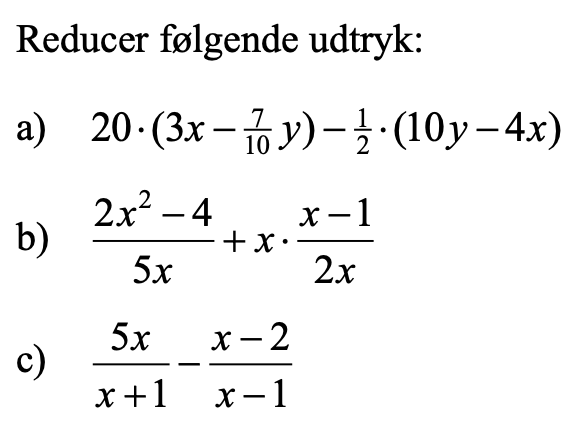 Reducer følgende udtryk:
a) 20·(3x − 7/10 y) − 1/2·(10y − 4x)
b) (2x² − 4)/(5x) + x·(x − 1)/(2x)
c) (5x)/(x + 1) − (x − 2)/(x − 1)